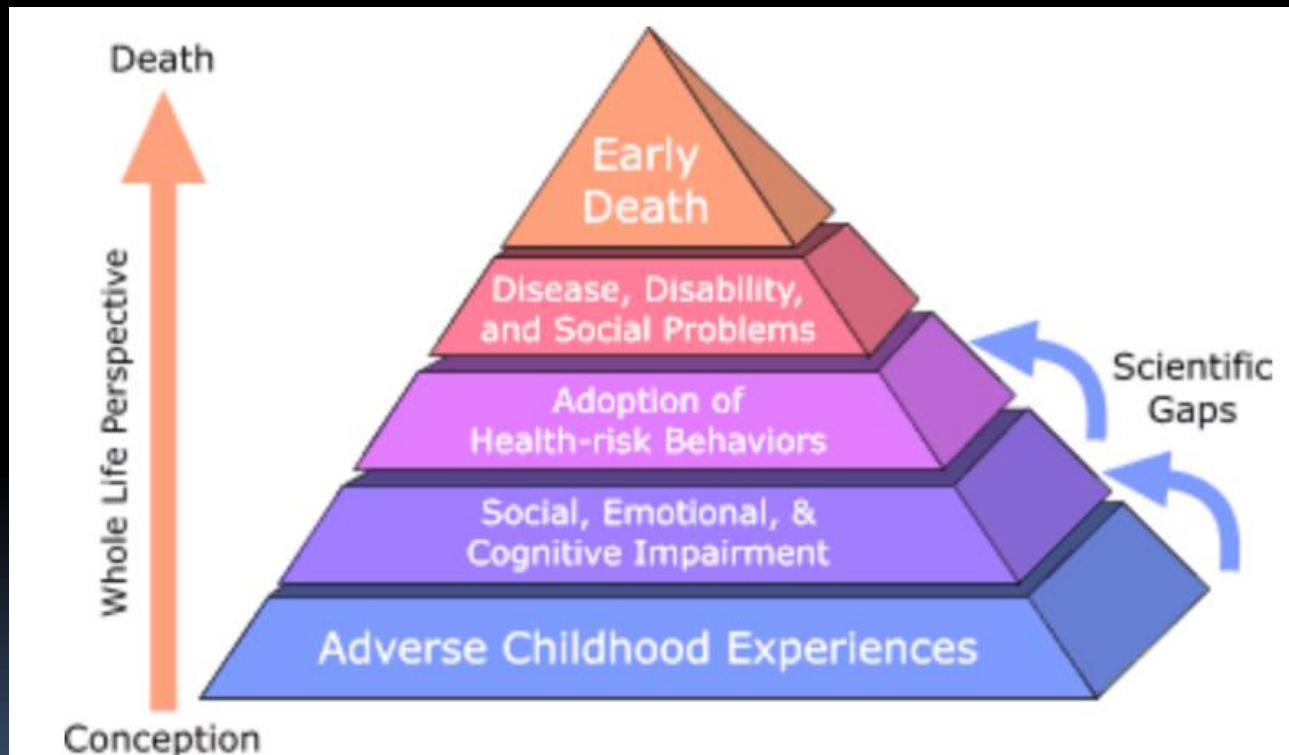 Death
Whole Life Perspective
Conception
Early
Death
Disease, Disability,
and Social Problems
Adoption of
Health-risk Behaviors
Social, Emotional, &
Cognitive Impairment
Adverse Childhood Experiences
Scientific
Gaps